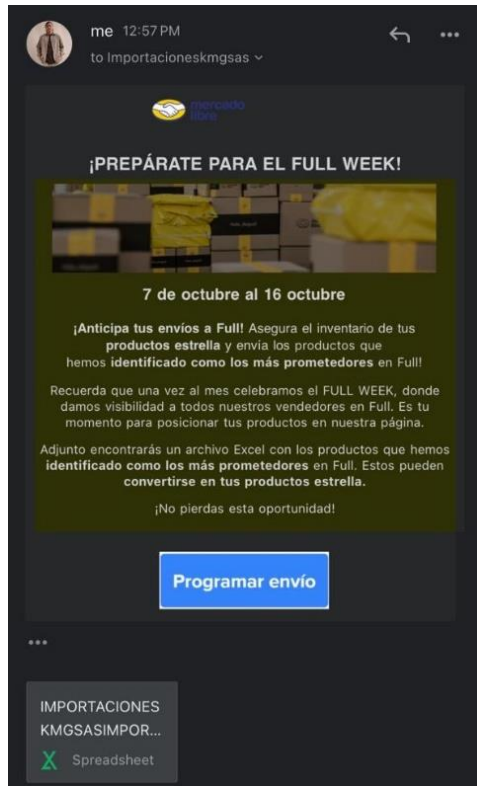 me 12:57 PM
to Importacioneskmgsas
mercado
libre
¡PREPÁRATE PARA EL FULL WEEK!
7 de octubre al 16 octubre
¡Anticipa tus envíos a Full! Asegura el inventario de tus
productos estrella y envía los productos que
hemos identificado como los más prometedores en Full!
Recuerda que una vez al mes celebramos el FULL WEEK, donde
damos visibilidad a todos nuestros vendedores en Full. Es tu
momento para posicionar tus productos en nuestra página.
Adjunto encontrarás un archivo Excel con los productos que hemos
identificado como los más prometedores en Full. Estos pueden
convertirse en tus productos estrella.
¡No pierdas esta oportunidad!
Programar envío
IMPORTACIONES
KMGSASIMPOR...
Spreadsheet